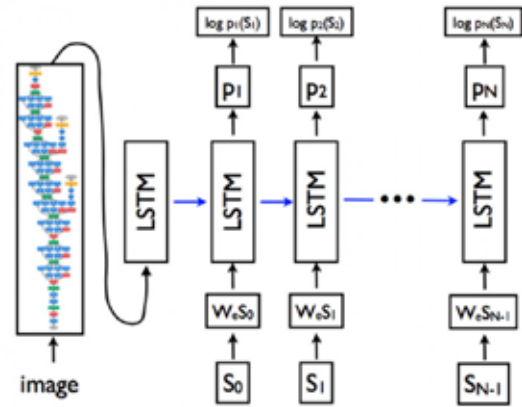 log p₁(S₁) log p₂(S₂) log pN(SN)
p₁ p₂ pN
LSTM LSTM LSTM ••• LSTM
WₑS₀ WₑS₁ WₑSN-1
image S₀ S₁ SN-1